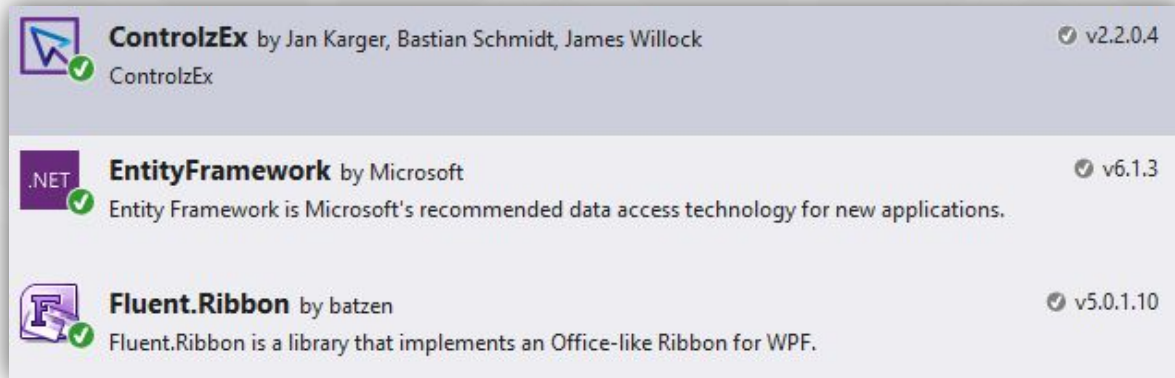 ControlzEx by Jan Karger, Bastian Schmidt, James Willock v2.2.0.4
ControlzEx
.NET EntityFramework by Microsoft v6.1.3
Entity Framework is Microsoft's recommended data access technology for new applications.
F Fluent.Ribbon by batzen v5.0.1.10
Fluent.Ribbon is a library that implements an Office-like Ribbon for WPF.